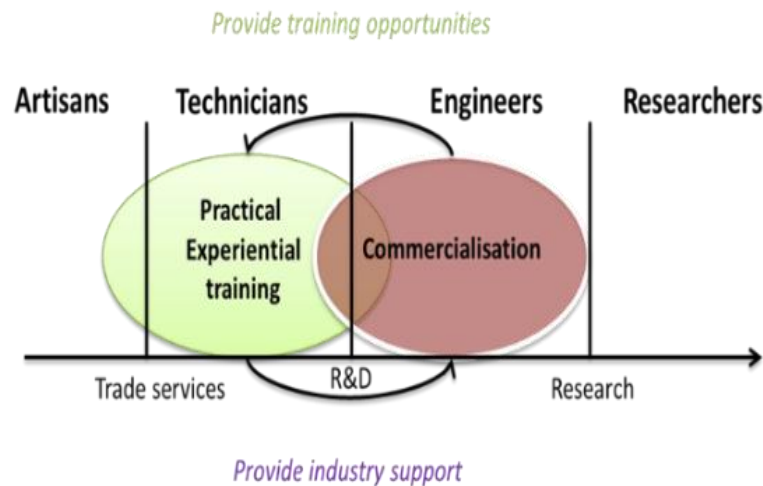 Provide training opportunities
Artisans
Technicians
Engineers
Researchers
Practical
Experiential
training
Commercialisation
Trade services
R&D
Research
Provide industry support